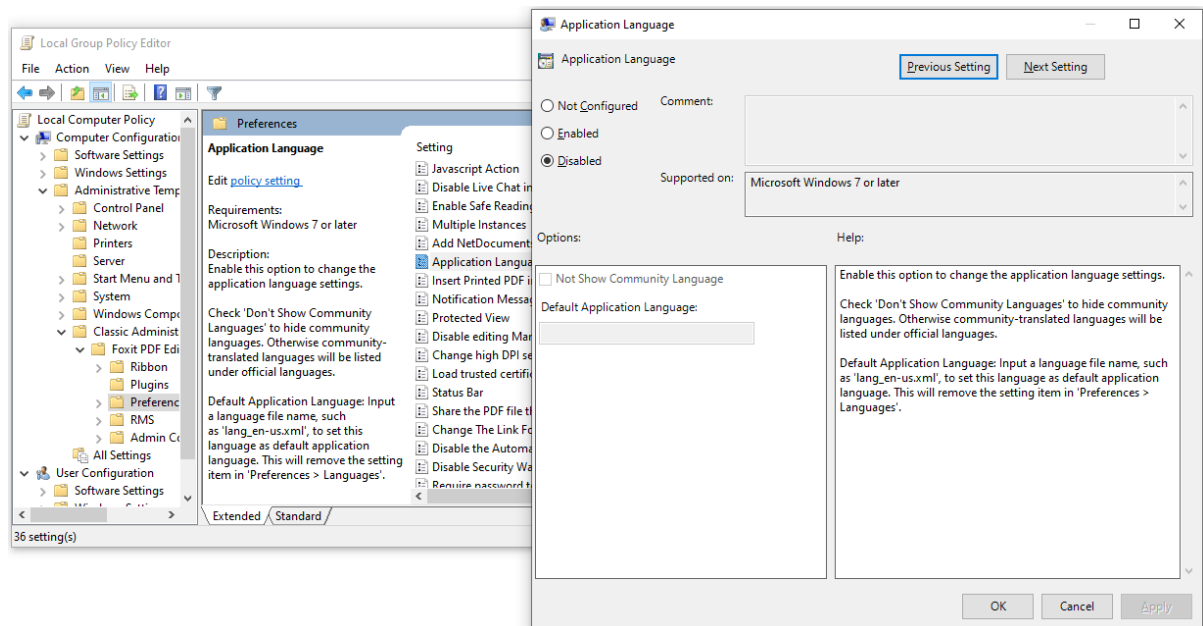 Local Group Policy Editor
File Action View Help
Local Computer Policy
Computer Configuration
Software Settings
Windows Settings
Administrative Temp
Control Panel
Network
Printers
Server
Start Menu and T
System
Windows Compo
Classic Administ
Foxit PDF Edi
Ribbon
Plugins
Preferenc
RMS
Admin Co
All Settings
User Configuration
Software Settings
Preferences
Application Language
Edit policy setting
Requirements:
Microsoft Windows 7 or later
Description:
Enable this option to change the
application language settings.
Check 'Don't Show Community
Languages' to hide community
languages. Otherwise community-
translated languages will be listed
under official languages.
Default Application Language: Input
a language file name, such
as 'lang_en-us.xml', to set this
language as default application
language. This will remove the setting
item in 'Preferences > Languages'.
Setting
Javascript Action
Disable Live Chat in
Enable Safe Reading
Multiple Instances
Add NetDocument
Application Langua
Insert Printed PDF i
Notification Messag
Protected View
Disable editing Mar
Change high DPI se
Load trusted certifi
Status Bar
Share the PDF file t
Change The Link Fo
Disable the Automa
Disable Security Wa
Require password t
Extended Standard
36 setting(s)
Application Language
Application Language
Previous Setting Next Setting
Not Configured
Enabled
Disabled
Comment:
Supported on:
Microsoft Windows 7 or later
Options:
Help:
Not Show Community Language
Default Application Language:
Enable this option to change the application language settings.
Check 'Don't Show Community Languages' to hide community
languages. Otherwise community-translated languages will be
listed under official languages.
Default Application Language: Input a language file name, such
as 'lang_en-us.xml', to set this language as default application
language. This will remove the setting item in 'Preferences >
Languages'.
OK Cancel Apply